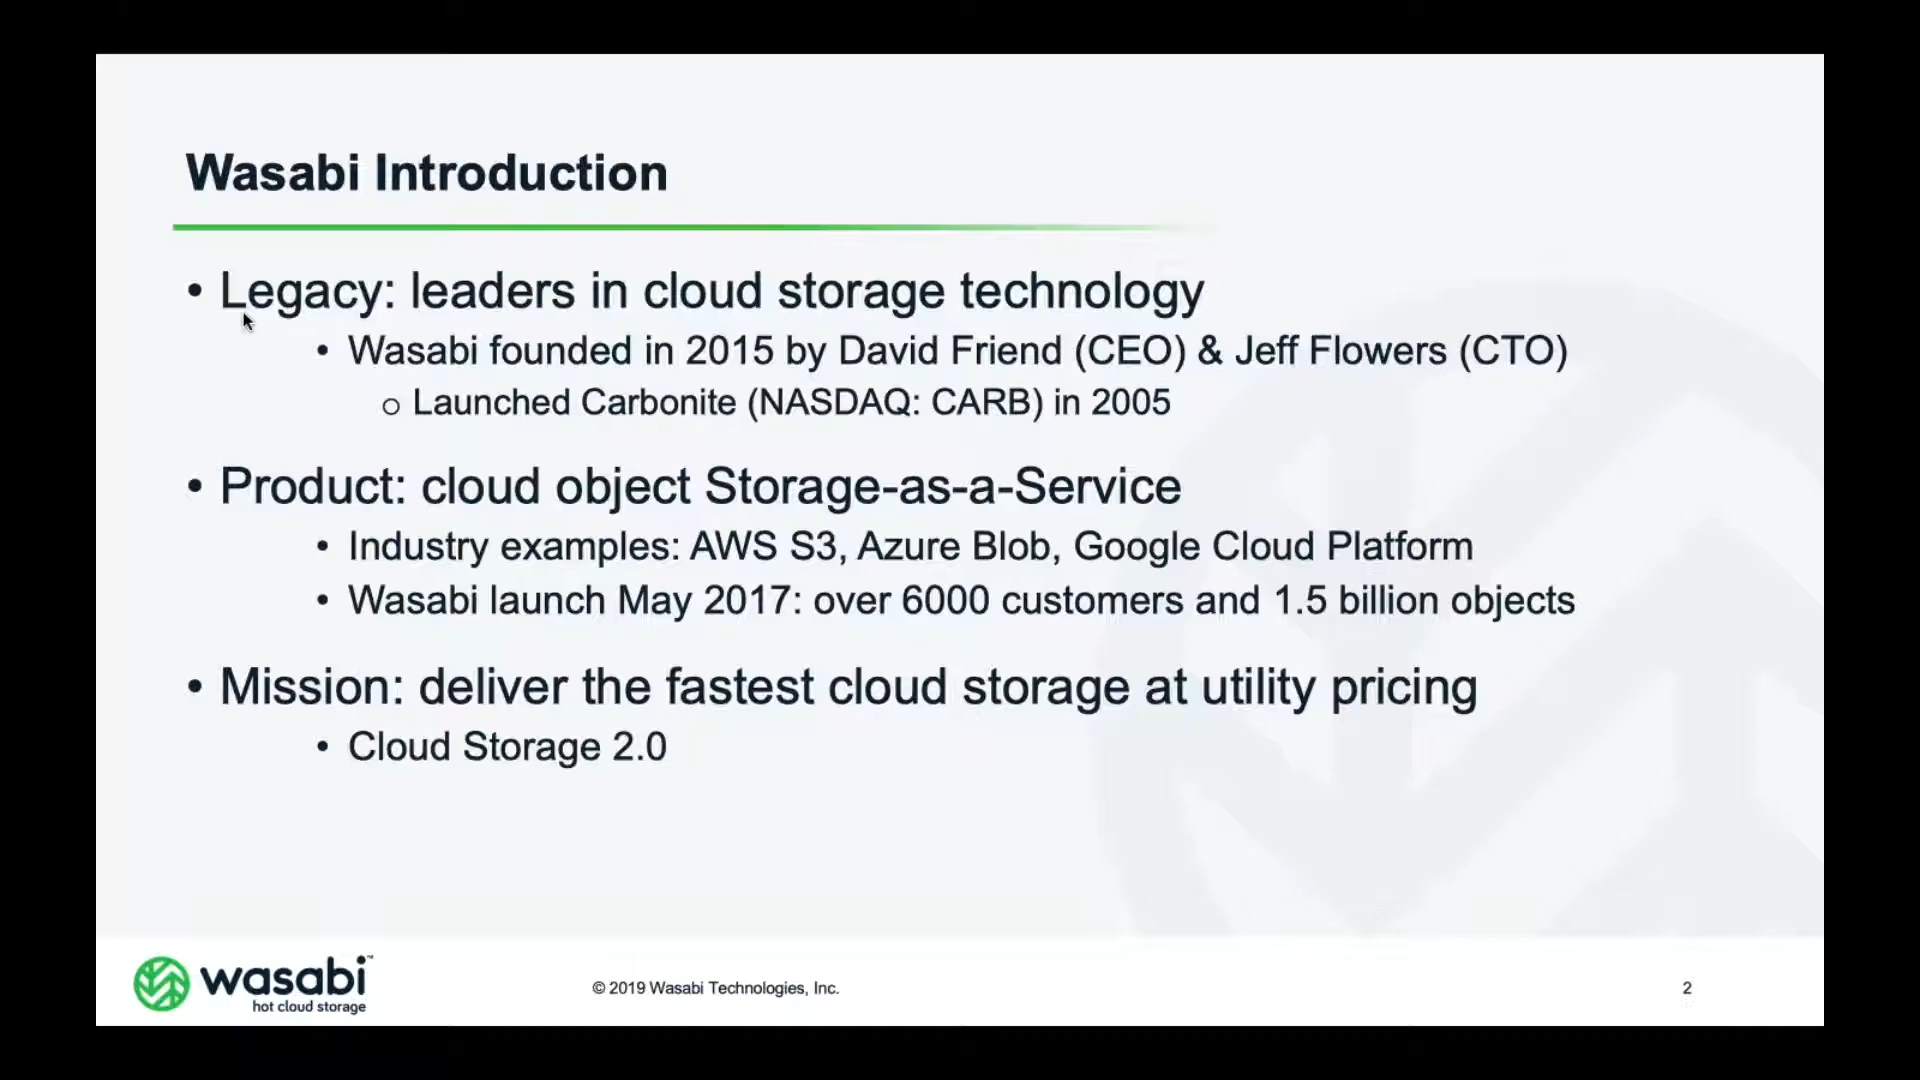 Wasabi Introduction
• Legacy: leaders in cloud storage technology
• Wasabi founded in 2015 by David Friend (CEO) & Jeff Flowers (CTO)
o Launched Carbonite (NASDAQ: CARB) in 2005
• Product: cloud object Storage-as-a-Service
• Industry examples: AWS S3, Azure Blob, Google Cloud Platform
• Wasabi launch May 2017: over 6000 customers and 1.5 billion objects
• Mission: deliver the fastest cloud storage at utility pricing
• Cloud Storage 2.0
wasabi™
hot cloud storage
© 2019 Wasabi Technologies, Inc.
2